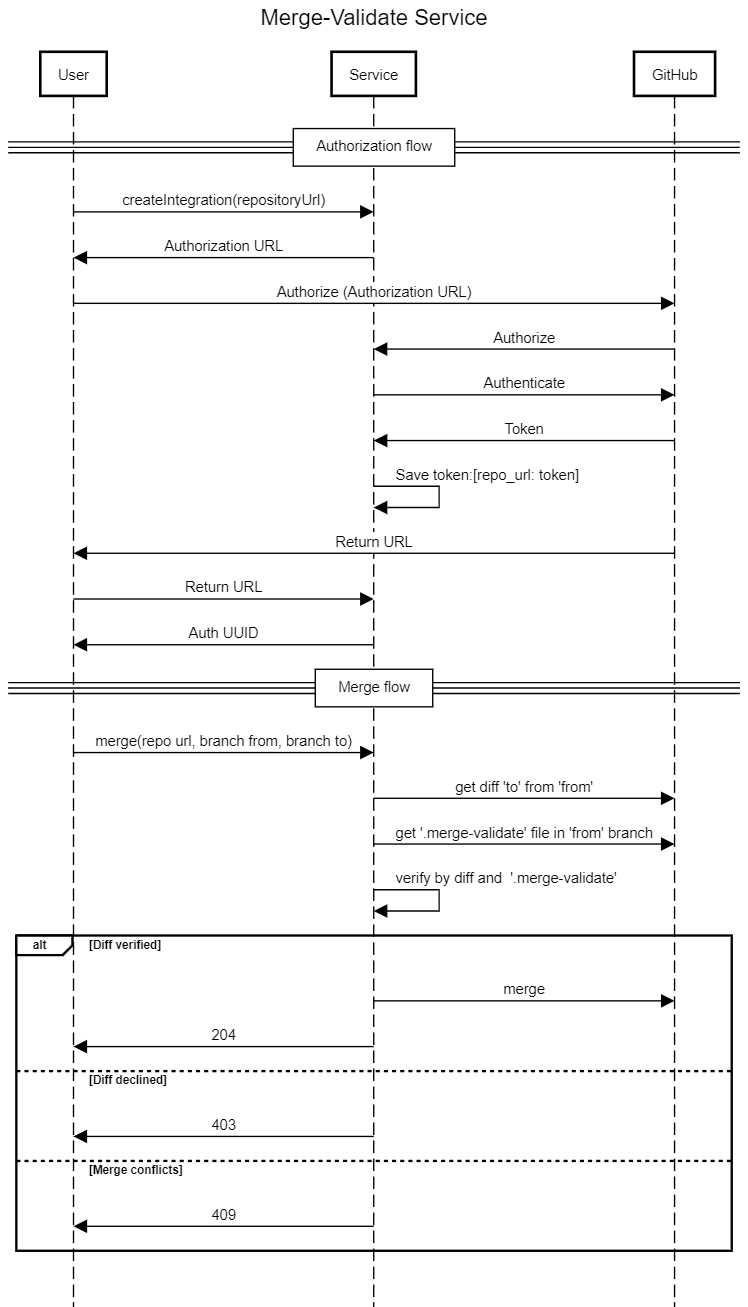 Merge-Validate Service
User
Service
GitHub
Authorization flow
createIntegration(repositoryUrl)
Authorization URL
Authorize (Authorization URL)
Authorize
Authenticate
Token
Save token:[repo_url: token]
Return URL
Return URL
Auth UUID
Merge flow
merge(repo url, branch from, branch to)
get diff 'to' from 'from'
get '.merge-validate' file in 'from' branch
verify by diff and  '.merge-validate'
alt
[Diff verified]
merge
204
[Diff declined]
403
[Merge conflicts]
409